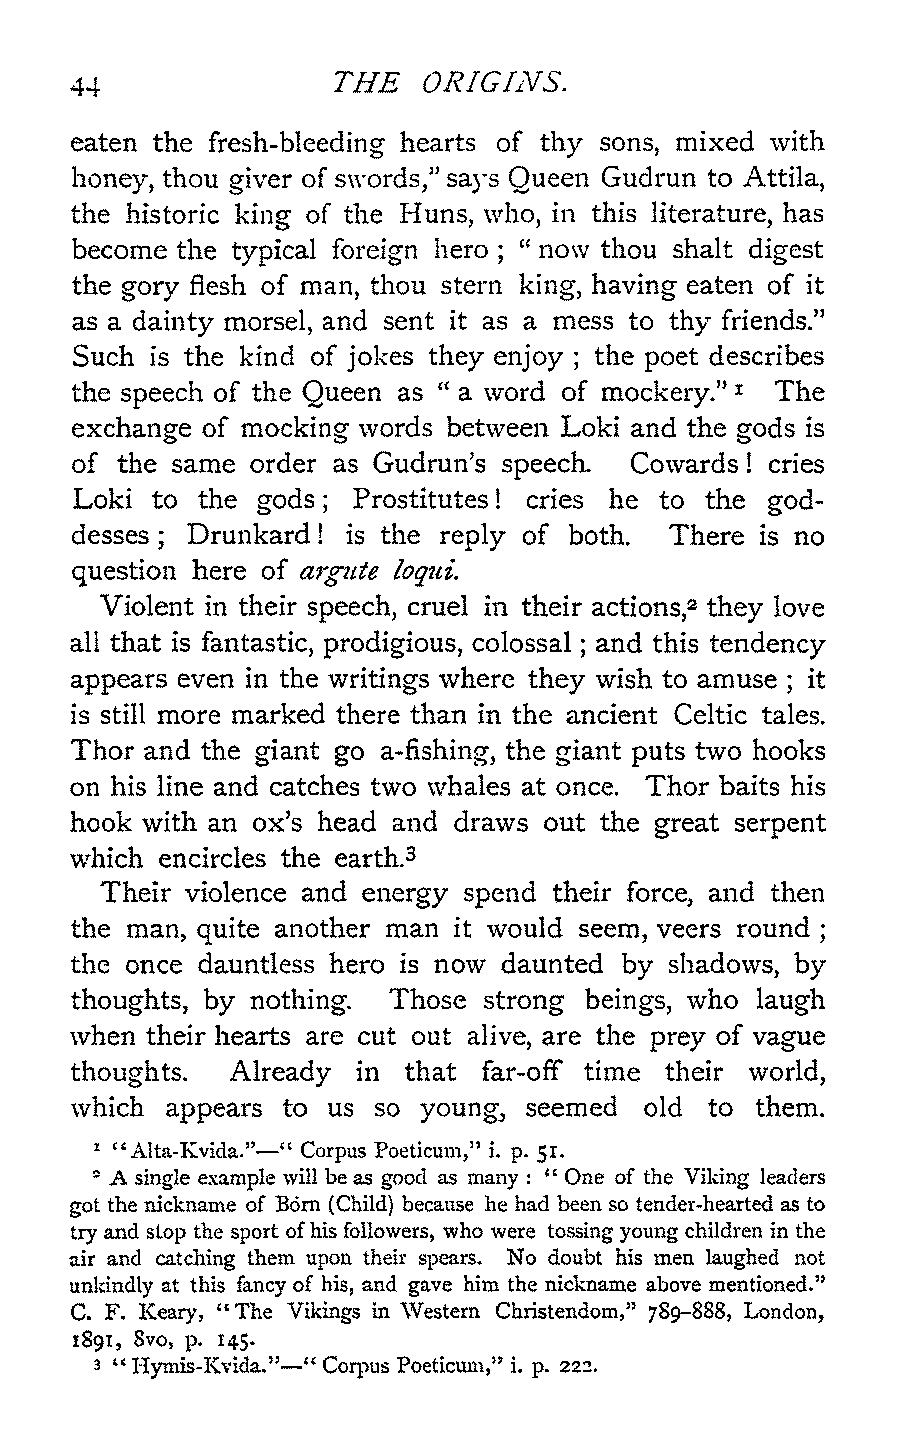 44 THE ORIGINS.
eaten the fresh-bleeding hearts of thy sons, mixed with
honey, thou giver of swords,” says Queen Gudrun to Attila,
the historic king of the Huns, who, in this literature, has
become the typical foreign hero ; “ now thou shalt digest
the gory flesh of man, thou stern king, having eaten of it
as a dainty morsel, and sent it as a mess to thy friends.”
Such is the kind of jokes they enjoy ; the poet describes
the speech of the Queen as “ a word of mockery.” ¹ The
exchange of mocking words between Loki and the gods is
of the same order as Gudrun's speech. Cowards ! cries
Loki to the gods ; Prostitutes ! cries he to the god-
desses ; Drunkard ! is the reply of both. There is no
question here of argute loqui.
Violent in their speech, cruel in their actions,² they love
all that is fantastic, prodigious, colossal ; and this tendency
appears even in the writings where they wish to amuse ; it
is still more marked there than in the ancient Celtic tales.
Thor and the giant go a-fishing, the giant puts two hooks
on his line and catches two whales at once. Thor baits his
hook with an ox's head and draws out the great serpent
which encircles the earth.³
Their violence and energy spend their force, and then
the man, quite another man it would seem, veers round ;
the once dauntless hero is now daunted by shadows, by
thoughts, by nothing. Those strong beings, who laugh
when their hearts are cut out alive, are the prey of vague
thoughts. Already in that far-off time their world,
which appears to us so young, seemed old to them.
¹ “Alta-Kvida.”—“ Corpus Poeticum,” i. p. 51.
² A single example will be as good as many : “ One of the Viking leaders
got the nickname of Börn (Child) because he had been so tender-hearted as to
try and stop the sport of his followers, who were tossing young children in the
air and catching them upon their spears. No doubt his men laughed not
unkindly at this fancy of his, and gave him the nickname above mentioned.”
C. F. Keary, “The Vikings in Western Christendom,” 789–888, London,
1891, 8vo, p. 145.
³ “Hymis-Kvida.”—“ Corpus Poeticum,” i. p. 222.